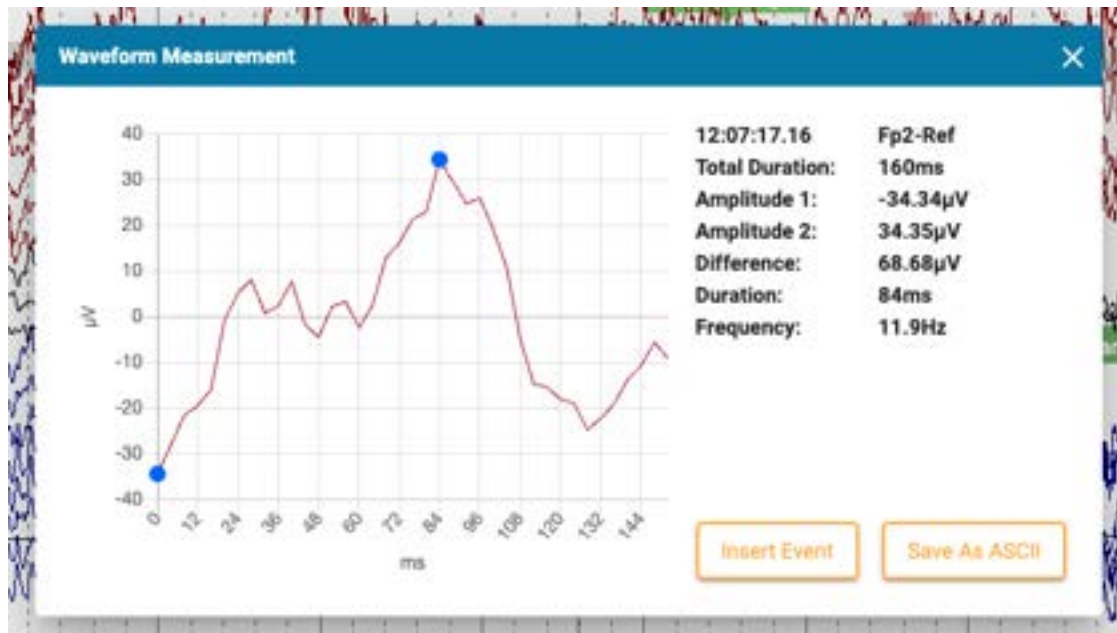 Waveform Measurement
40
30
20
10
0
-10
-20
-30
-40
µV
0 12 24 36 48 60 72 84 96 108 120 132 144
ms
12:07:17.16 Fp2-Ref
Total Duration: 160ms
Amplitude 1: -34.34µV
Amplitude 2: 34.35µV
Difference: 68.68µV
Duration: 84ms
Frequency: 11.9Hz
Insert Event Save As ASCII